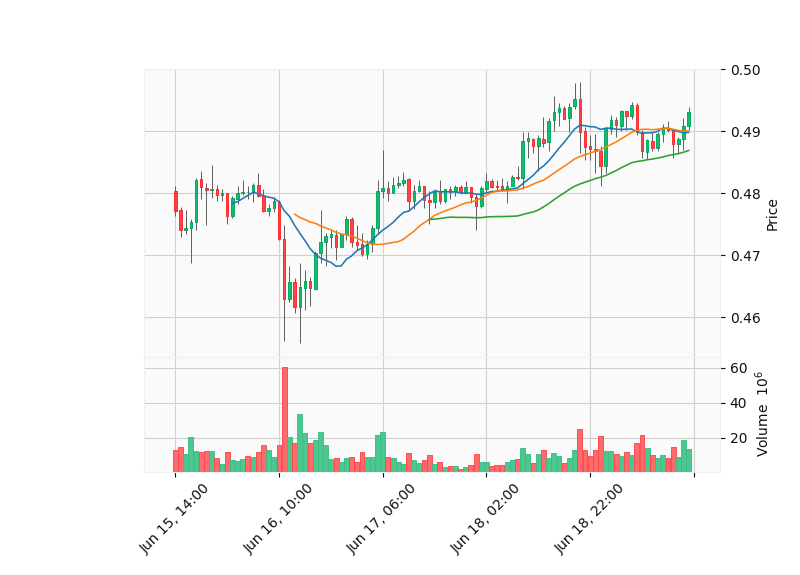 0.50
0.49
0.48
0.47
0.46
Price
60
40
20
Volume 10^6
Jun 15, 14:00
Jun 16, 10:00
Jun 17, 06:00
Jun 18, 02:00
Jun 18, 22:00